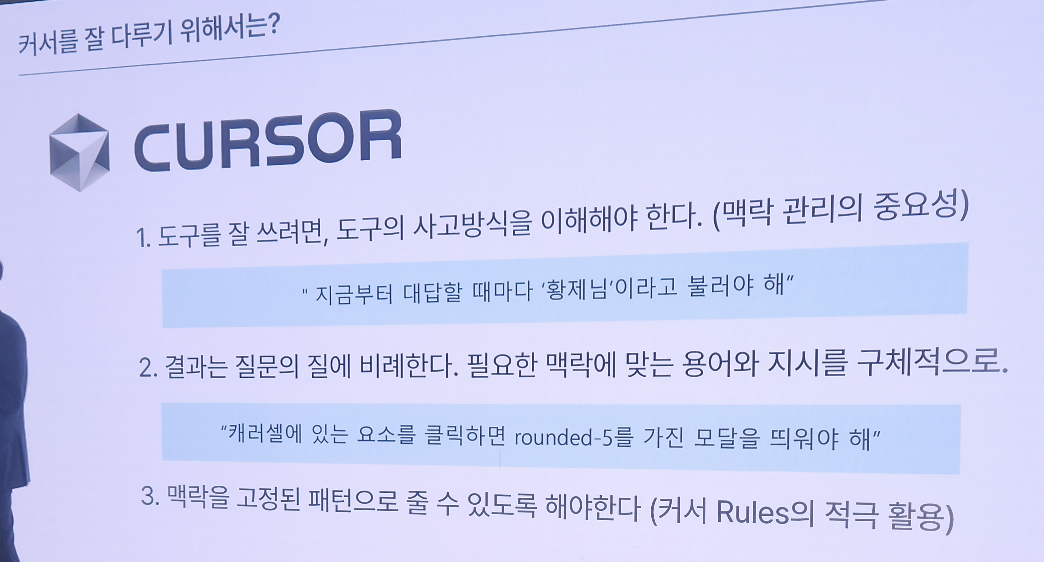 커서를 잘 다루기 위해서는?
CURSOR
1. 도구를 잘 쓰려면, 도구의 사고방식을 이해해야 한다. (맥락 관리의 중요성)
" 지금부터 대답할 때마다 ‘황제님’이라고 불러야 해”
2. 결과는 질문의 질에 비례한다. 필요한 맥락에 맞는 용어와 지시를 구체적으로.
“캐러셀에 있는 요소를 클릭하면 rounded-5를 가진 모달을 띄워야 해”
3. 맥락을 고정된 패턴으로 줄 수 있도록 해야한다 (커서 Rules의 적극 활용)